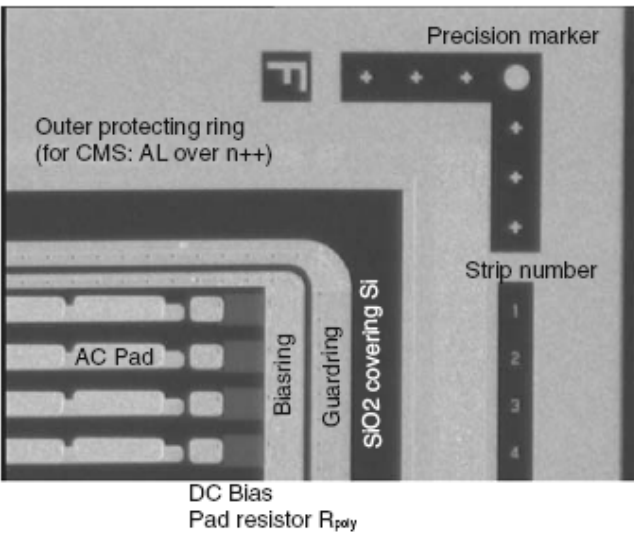 Precision marker
F
Outer protecting ring
(for CMS: AL over n++)
Strip number
1
2
3
4
AC Pad
Biasring
Guardring
SiO2 covering Si
DC Bias
Pad resistor Rpoly